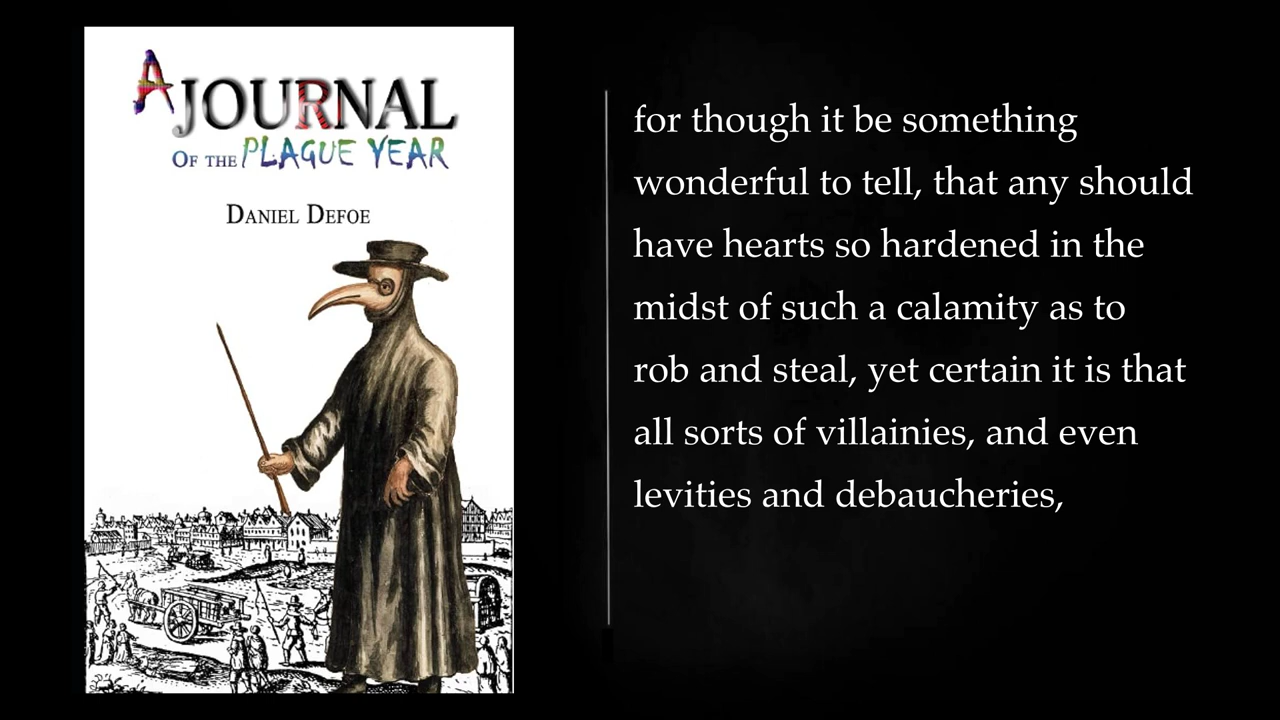 A JOURNAL
OF THE PLAGUE YEAR
DANIEL DEFOE
for though it be something
wonderful to tell, that any should
have hearts so hardened in the
midst of such a calamity as to
rob and steal, yet certain it is that
all sorts of villainies, and even
levities and debaucheries,